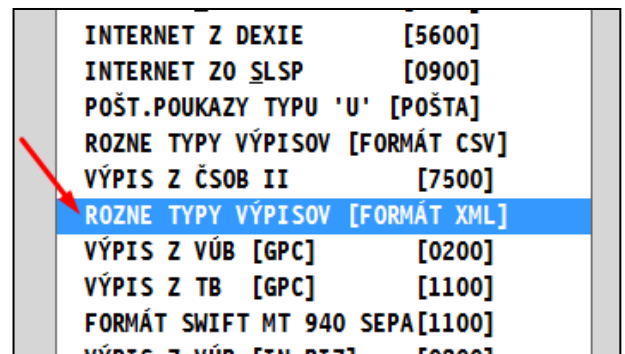 INTERNET Z DEXIE [5600]
INTERNET ZO SLSP [0900]
POŠT.POUKAZY TYPU 'U' [POŠTA]
ROZNE TYPY VÝPISOV [FORMÁT CSV]
VÝPIS Z ČSOB II [7500]
ROZNE TYPY VÝPISOV [FORMÁT XML]
VÝPIS Z VÚB [GPC] [0200]
VÝPIS Z TB [GPC] [1100]
FORMÁT SWIFT MT 940 SEPA[1100]